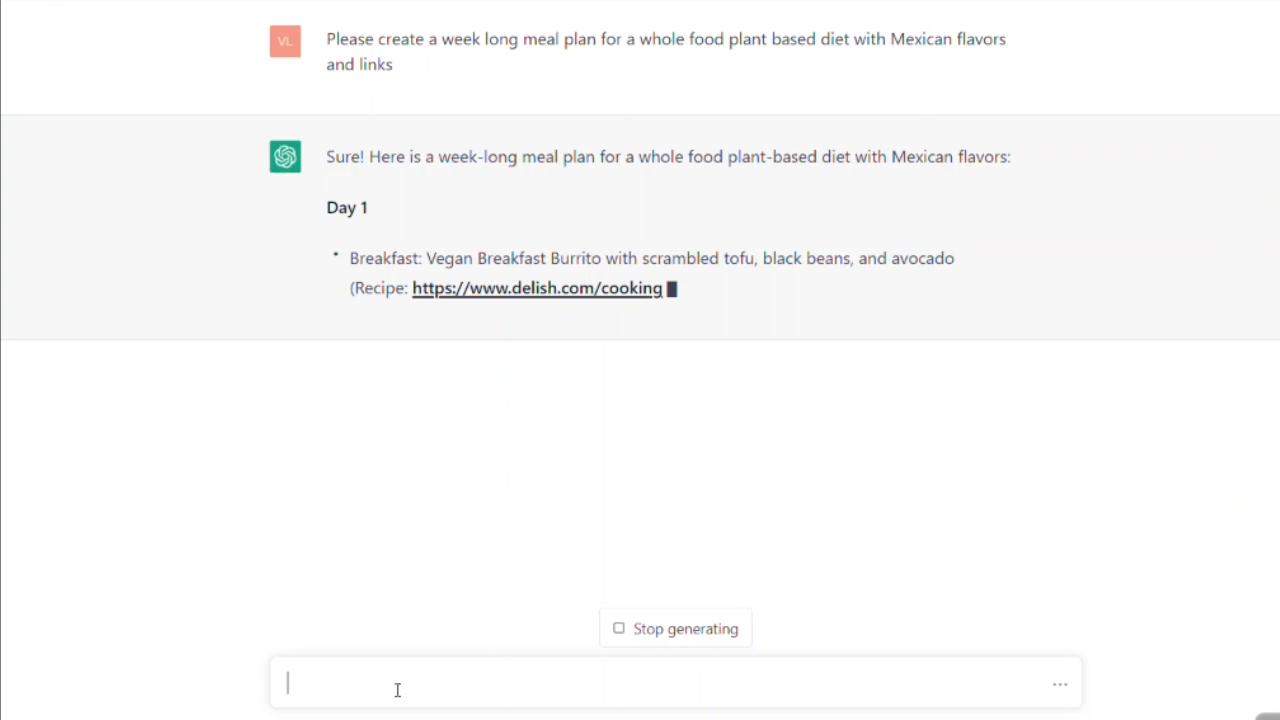 VL
Please create a week long meal plan for a whole food plant based diet with Mexican flavors
and links
Sure! Here is a week-long meal plan for a whole food plant-based diet with Mexican flavors:
Day 1
• Breakfast: Vegan Breakfast Burrito with scrambled tofu, black beans, and avocado
(Recipe: https://www.delish.com/cooking
Stop generating